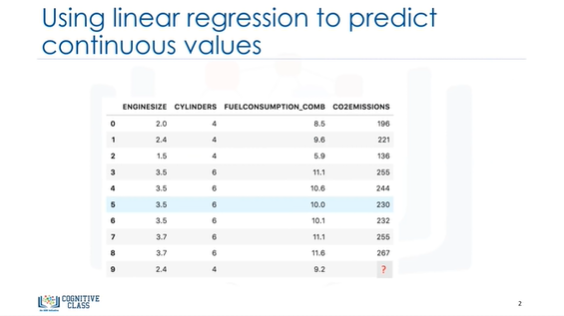 Using linear regression to predict
continuous values
ENGINESIZE CYLINDERS FUELCONSUMPTION_COMB CO2EMISSIONS
0 2.0 4 8.5 196
1 2.4 4 9.6 221
2 1.5 4 5.9 136
3 3.5 6 11.1 255
4 3.5 6 10.6 244
5 3.5 6 10.0 230
6 3.5 6 10.1 232
7 3.7 6 11.1 255
8 3.7 6 11.6 267
9 2.4 4 9.2 ?
COGNITIVE
CLASS
2